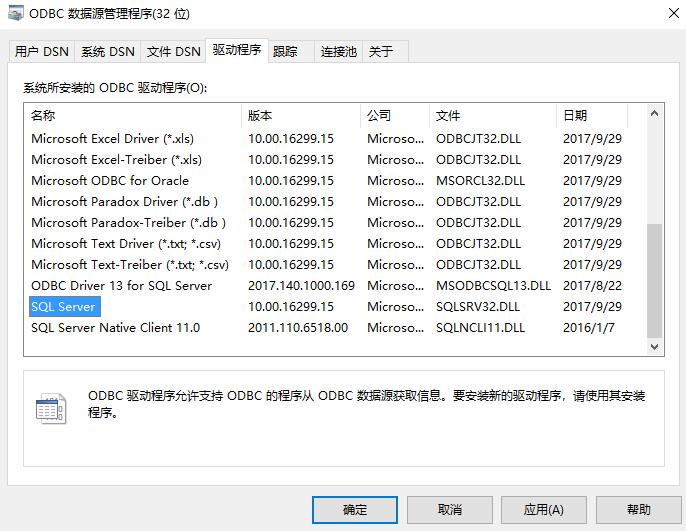 ODBC 数据源管理程序(32 位)
用户 DSN 系统 DSN 文件 DSN 驱动程序 跟踪 连接池 关于
系统所安装的 ODBC 驱动程序(O):
名称 版本 公司 文件 日期
Microsoft Excel Driver (*.xls) 10.00.16299.15 Microso... ODBCJT32.DLL 2017/9/29
Microsoft Excel-Treiber (*.xls) 10.00.16299.15 Microso... ODBCJT32.DLL 2017/9/29
Microsoft ODBC for Oracle 10.00.16299.15 Microso... MSORCL32.DLL 2017/9/29
Microsoft Paradox Driver (*.db ) 10.00.16299.15 Microso... ODBCJT32.DLL 2017/9/29
Microsoft Paradox-Treiber (*.db ) 10.00.16299.15 Microso... ODBCJT32.DLL 2017/9/29
Microsoft Text Driver (*.txt; *.csv) 10.00.16299.15 Microso... ODBCJT32.DLL 2017/9/29
Microsoft Text-Treiber (*.txt; *.csv) 10.00.16299.15 Microso... ODBCJT32.DLL 2017/9/29
ODBC Driver 13 for SQL Server 2017.140.1000.169 Microso... MSODBCSQL13.DLL 2017/8/22
SQL Server 10.00.16299.15 Microso... SQLSRV32.DLL 2017/9/29
SQL Server Native Client 11.0 2011.110.6518.00 Microso... SQLNCLI11.DLL 2016/1/7
ODBC 驱动程序允许支持 ODBC 的程序从 ODBC 数据源获取信息。要安装新的驱动程序，请使用其安装
程序。
确定 取消 应用(A) 帮助